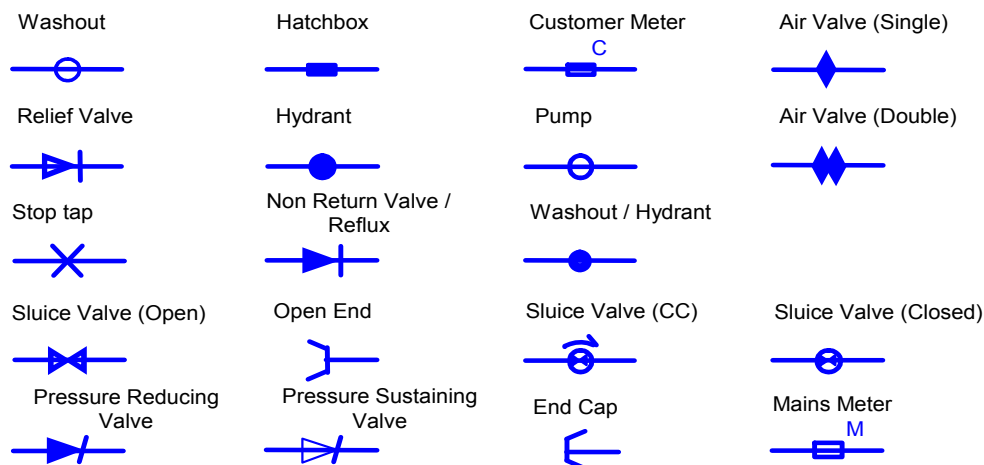 Washout
Hatchbox
Customer Meter
C
Air Valve (Single)
Relief Valve
Hydrant
Pump
Air Valve (Double)
Stop tap
Non Return Valve /
Reflux
Washout / Hydrant
Sluice Valve (Open)
Open End
Sluice Valve (CC)
Sluice Valve (Closed)
Pressure Reducing
Valve
Pressure Sustaining
Valve
End Cap
Mains Meter
M